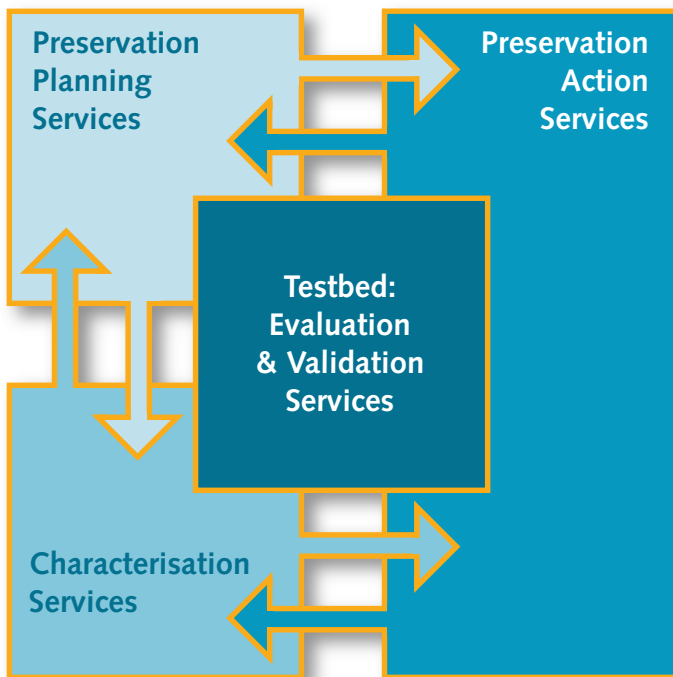 Preservation
Planning
Services
Preservation
Action
Services
Testbed:
Evaluation
& Validation
Services
Characterisation
Services